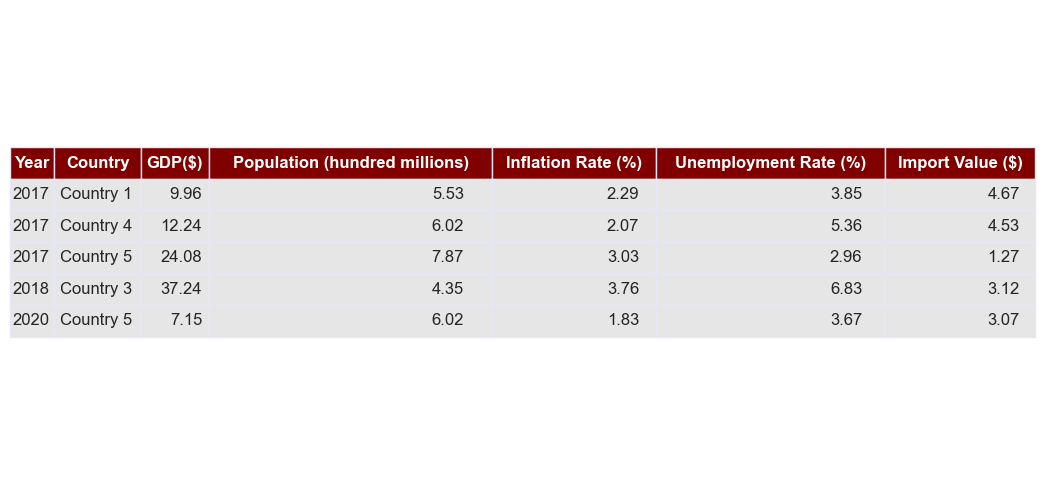 Year Country GDP($) Population (hundred millions) Inflation Rate (%) Unemployment Rate (%) Import Value ($)
2017 Country 1 9.96 5.53 2.29 3.85 4.67
2017 Country 4 12.24 6.02 2.07 5.36 4.53
2017 Country 5 24.08 7.87 3.03 2.96 1.27
2018 Country 3 37.24 4.35 3.76 6.83 3.12
2020 Country 5 7.15 6.02 1.83 3.67 3.07